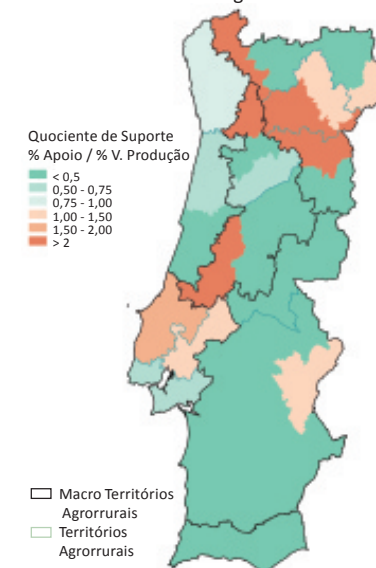 Quociente de Suporte
% Apoio / % V. Produção
< 0,5
0,50 - 0,75
0,75 - 1,00
1,00 - 1,50
1,50 - 2,00
> 2
Macro Territórios
Agrorrurais
Territórios
Agrorrurais